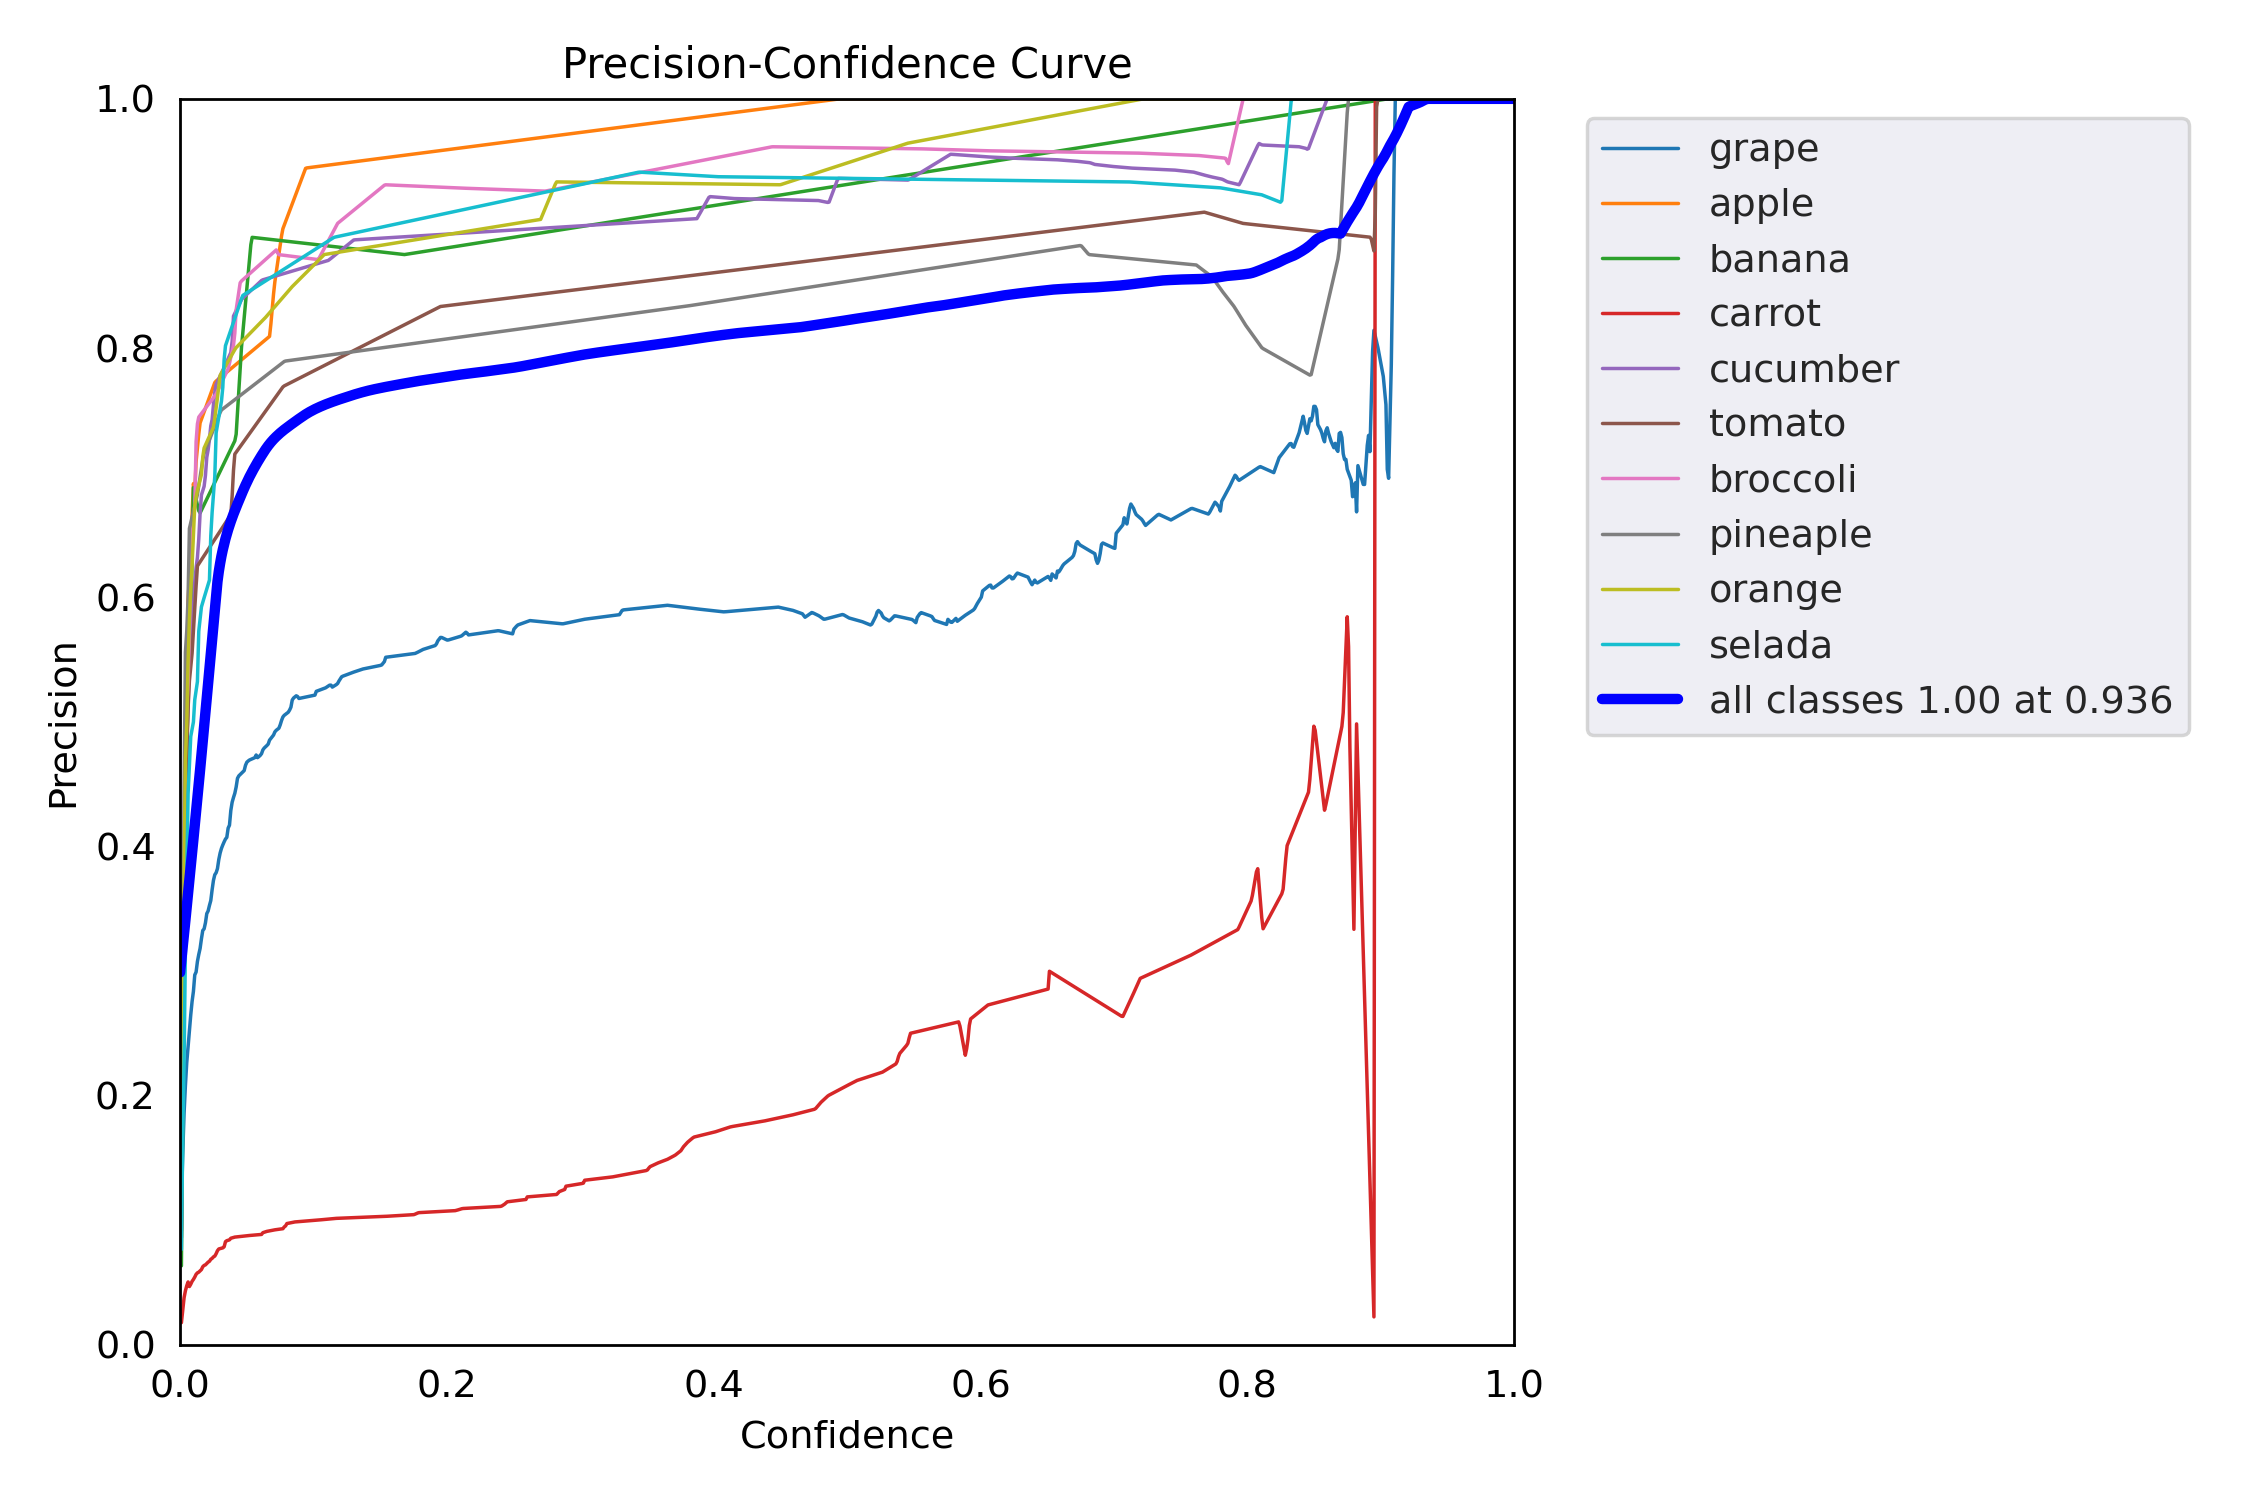 Precision-Confidence Curve
1.0
0.8
0.6
0.4
0.2
0.0
Precision
0.0 0.2 0.4 0.6 0.8 1.0
Confidence
grape
apple
banana
carrot
cucumber
tomato
broccoli
pineaple
orange
selada
all classes 1.00 at 0.936